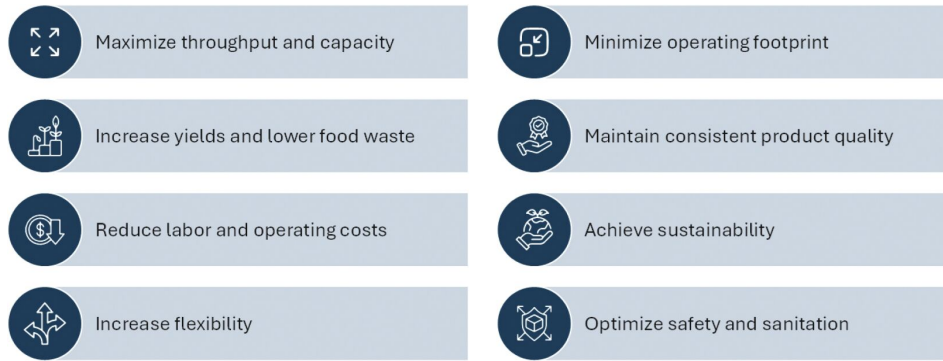 Maximize throughput and capacity
Minimize operating footprint
Increase yields and lower food waste
Maintain consistent product quality
Reduce labor and operating costs
Achieve sustainability
Increase flexibility
Optimize safety and sanitation